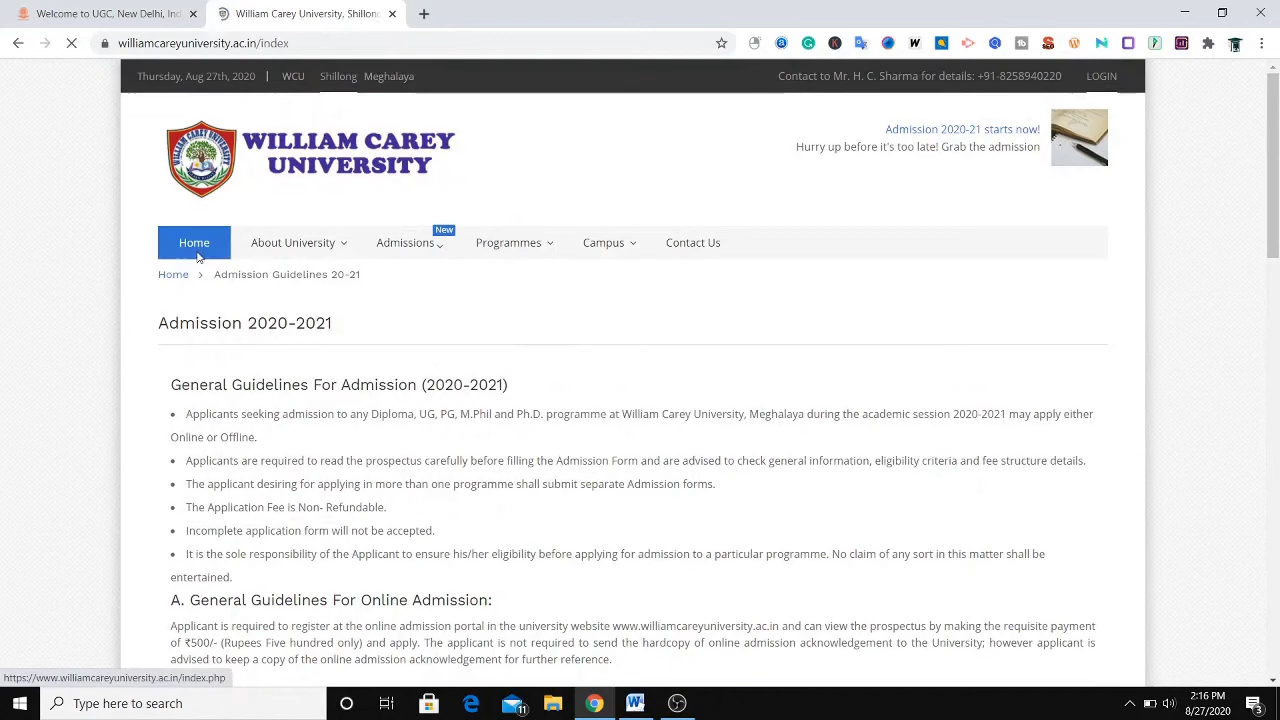 Welcome to UGC, New Delhi, Ind
William Carey University, Shillong
williamcareyuniversity.ac.in/index
Thursday, Aug 27th, 2020 | WCU Shillong Meghalaya
Contact to Mr. H. C. Sharma for details: +91-8258940220 LOGIN
WILLIAM CAREY
UNIVERSITY
Admission 2020-21 starts now!
Hurry up before it's too late! Grab the admission
New
Home About University Admissions Programmes Campus Contact Us
Home > Admission Guidelines 20-21
Admission 2020-2021
General Guidelines For Admission (2020-2021)
• Applicants seeking admission to any Diploma, UG, PG, M.Phil and Ph.D. programme at William Carey University, Meghalaya during the academic session 2020-2021 may apply either
Online or Offline.
• Applicants are required to read the prospectus carefully before filling the Admission Form and are advised to check general information, eligibility criteria and fee structure details.
• The applicant desiring for applying in more than one programme shall submit separate Admission forms.
• The Application Fee is Non- Refundable.
• Incomplete application form will not be accepted.
• It is the sole responsibility of the Applicant to ensure his/her eligibility before applying for admission to a particular programme. No claim of any sort in this matter shall be
entertained.
A. General Guidelines For Online Admission:
Applicant is required to register at the online admission portal in the university website www.williamcareyuniversity.ac.in and can view the prospectus by making the requisite payment
of ₹500/- (Rupees Five hundred only) and apply. The applicant is not required to send the hardcopy of online admission acknowledgement to the University; however applicant is
advised to keep a copy of the online admission acknowledgement for further reference.
https://www.williamcareyuniversity.ac.in/index.php
Type here to search
11
2:16 PM
8/27/2020
3